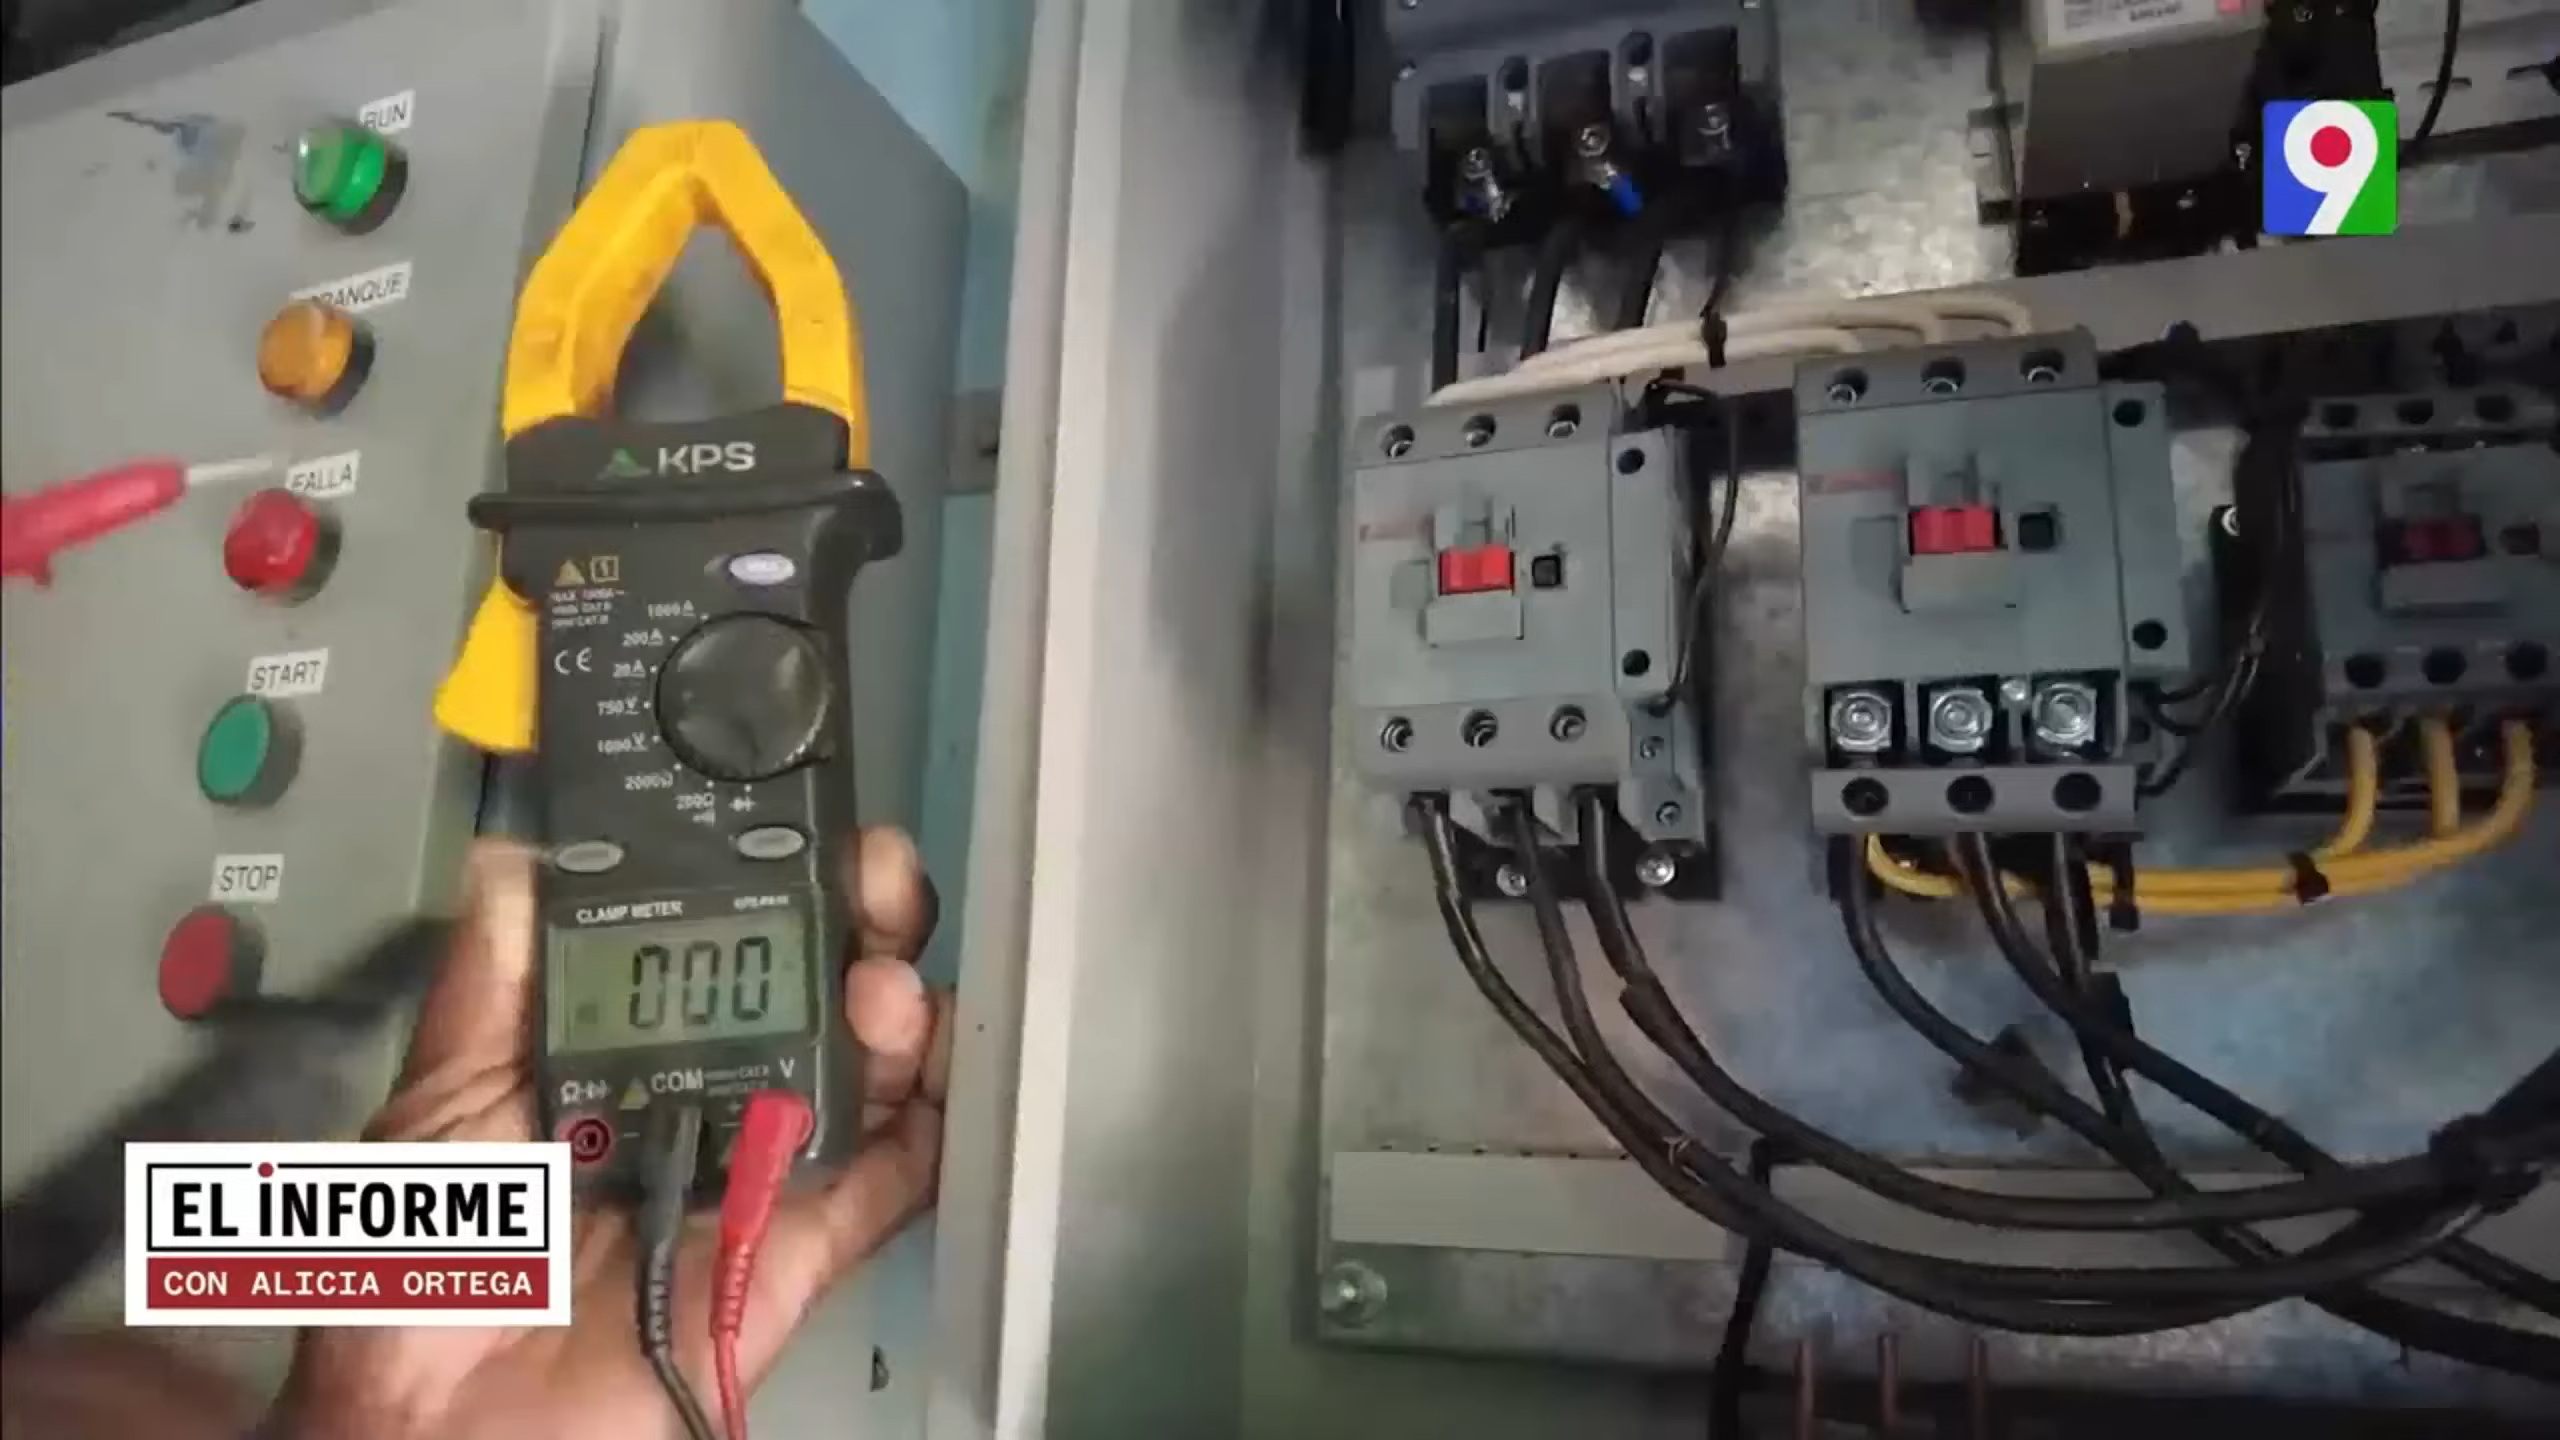 RUN
ARRANQUE
FALLA
START
STOP
KPS
1000A
200A
20A
750V
1000V
2000Ω
200Ω
CE
CLAMP METER
000
COM
V
9
EL INFORME
CON ALICIA ORTEGA